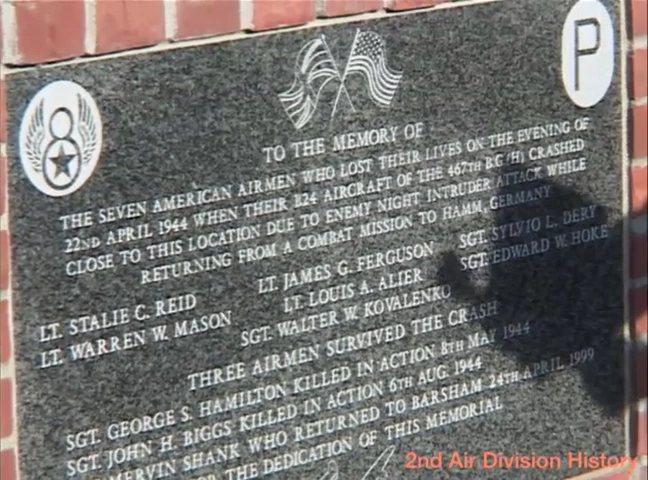 8
P
TO THE MEMORY OF
THE SEVEN AMERICAN AIRMEN WHO LOST THEIR LIVES ON THE EVENING OF
22ND APRIL 1944 WHEN THEIR B24 AIRCRAFT OF THE 467TH B.G (H) CRASHED
CLOSE TO THIS LOCATION DUE TO ENEMY NIGHT INTRUDER ATTACK WHILE
RETURNING FROM A COMBAT MISSION TO HAMM, GERMANY
LT. STALIE C. REID LT. JAMES G. FERGUSON SGT. SYLVIO L. DERY
LT. WARREN W. MASON LT. LOUIS A. ALIER SGT. EDWARD W. HOKE
SGT. WALTER W. KOVALENKO
THREE AIRMEN SURVIVED THE CRASH
SGT. GEORGE S. HAMILTON KILLED IN ACTION 8TH MAY 1944
SGT. JOHN H. BIGGS KILLED IN ACTION 6TH AUG. 1944
MERVIN SHANK WHO RETURNED TO BARSHAM 24TH APRIL 1999
THE DEDICATION OF THIS MEMORIAL
2nd Air Division History